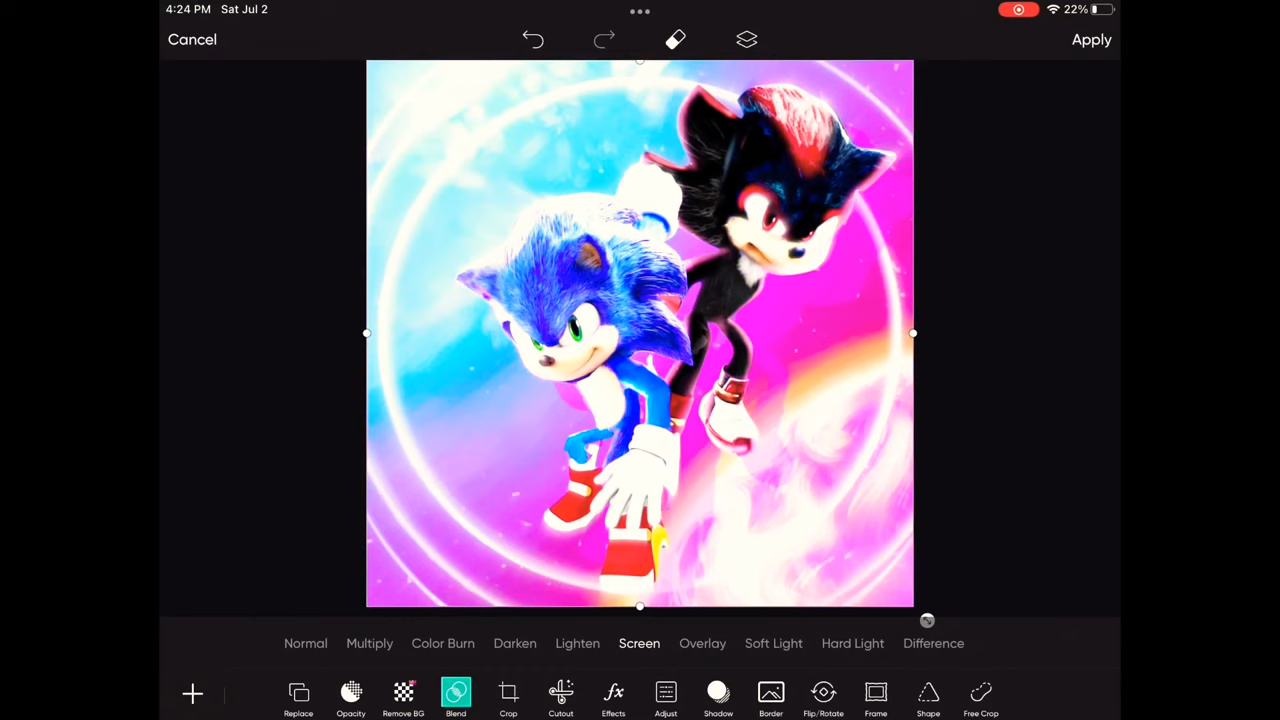 4:24 PM Sat Jul 2 22%
Cancel Apply
Normal Multiply Color Burn Darken Lighten Screen Overlay Soft Light Hard Light Difference
Replace Opacity Remove BG Blend Crop Cutout Effects Adjust Shadow Border Flip/Rotate Frame Shape Free Crop